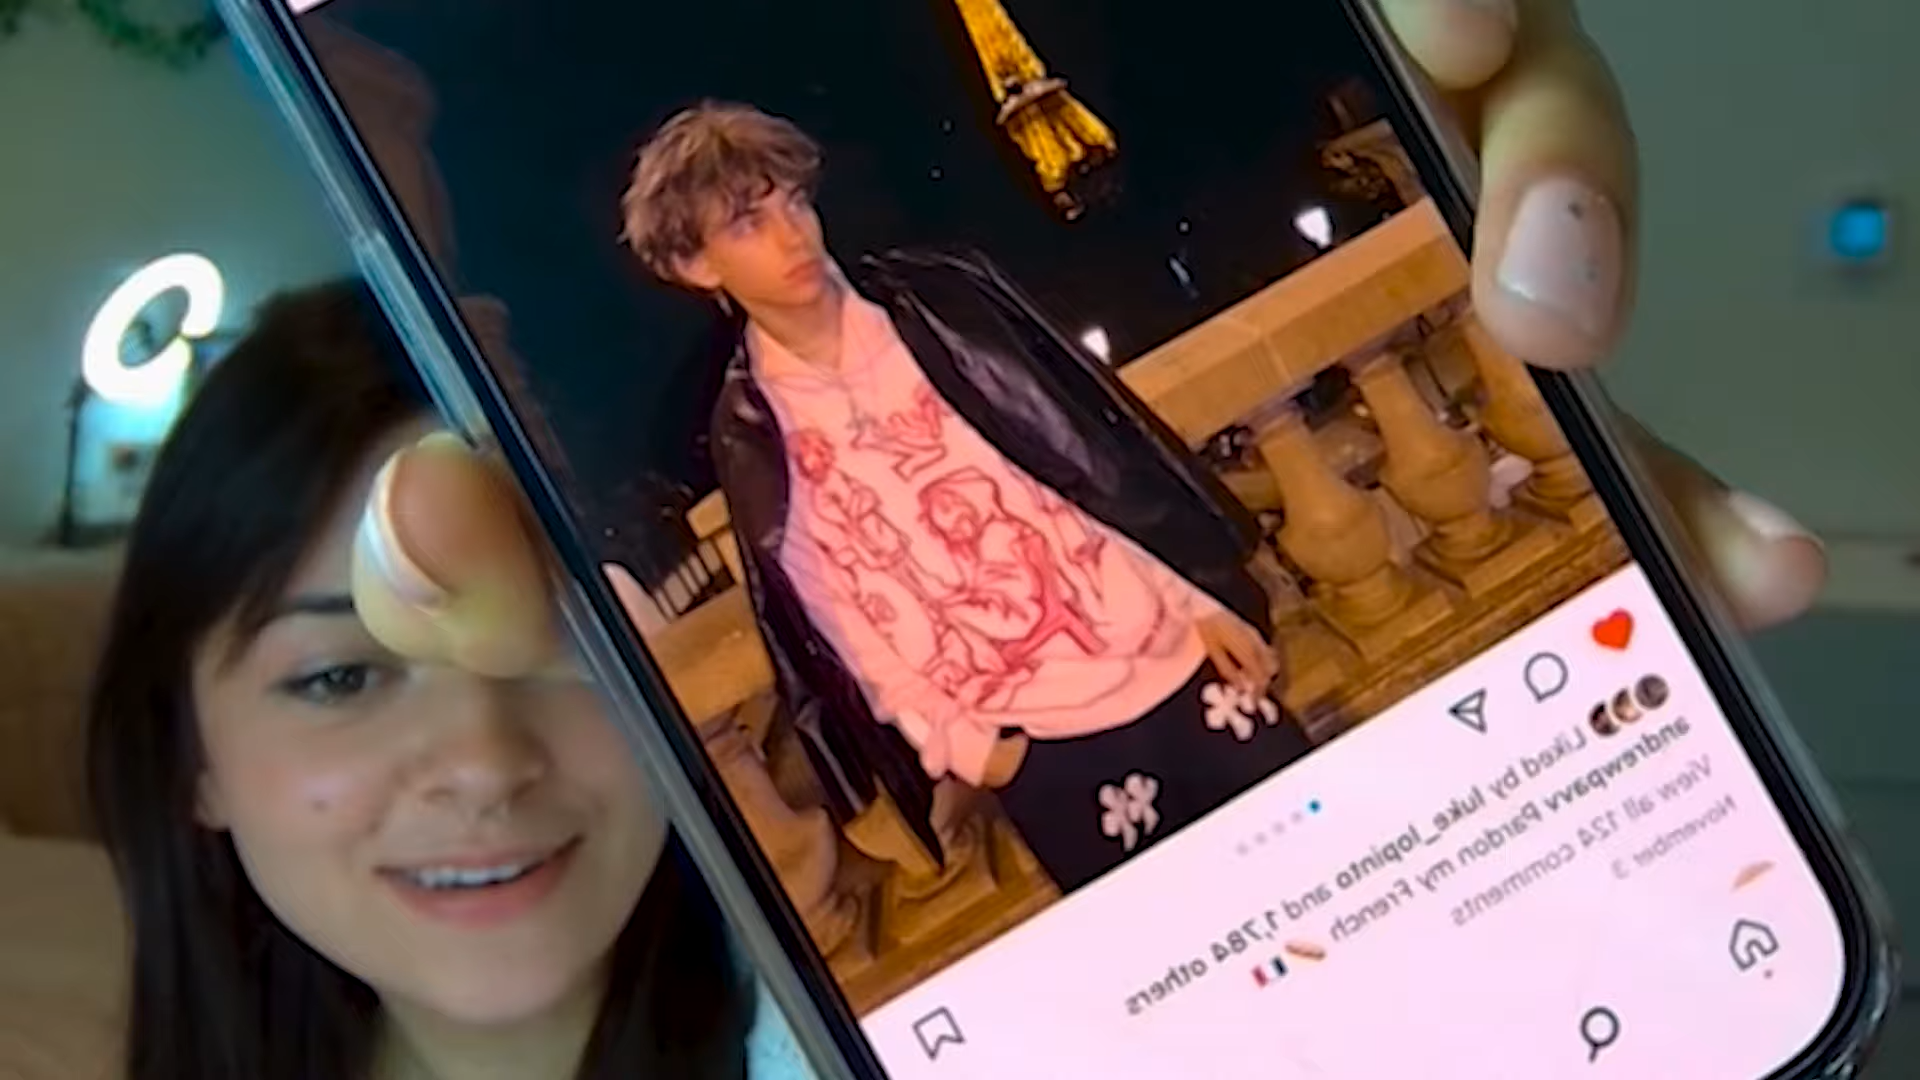 Liked by luke_lopinto and 1,784 others
andrewpavv Pardon my French 🥖 🇫🇷
View all 124 comments
November 3